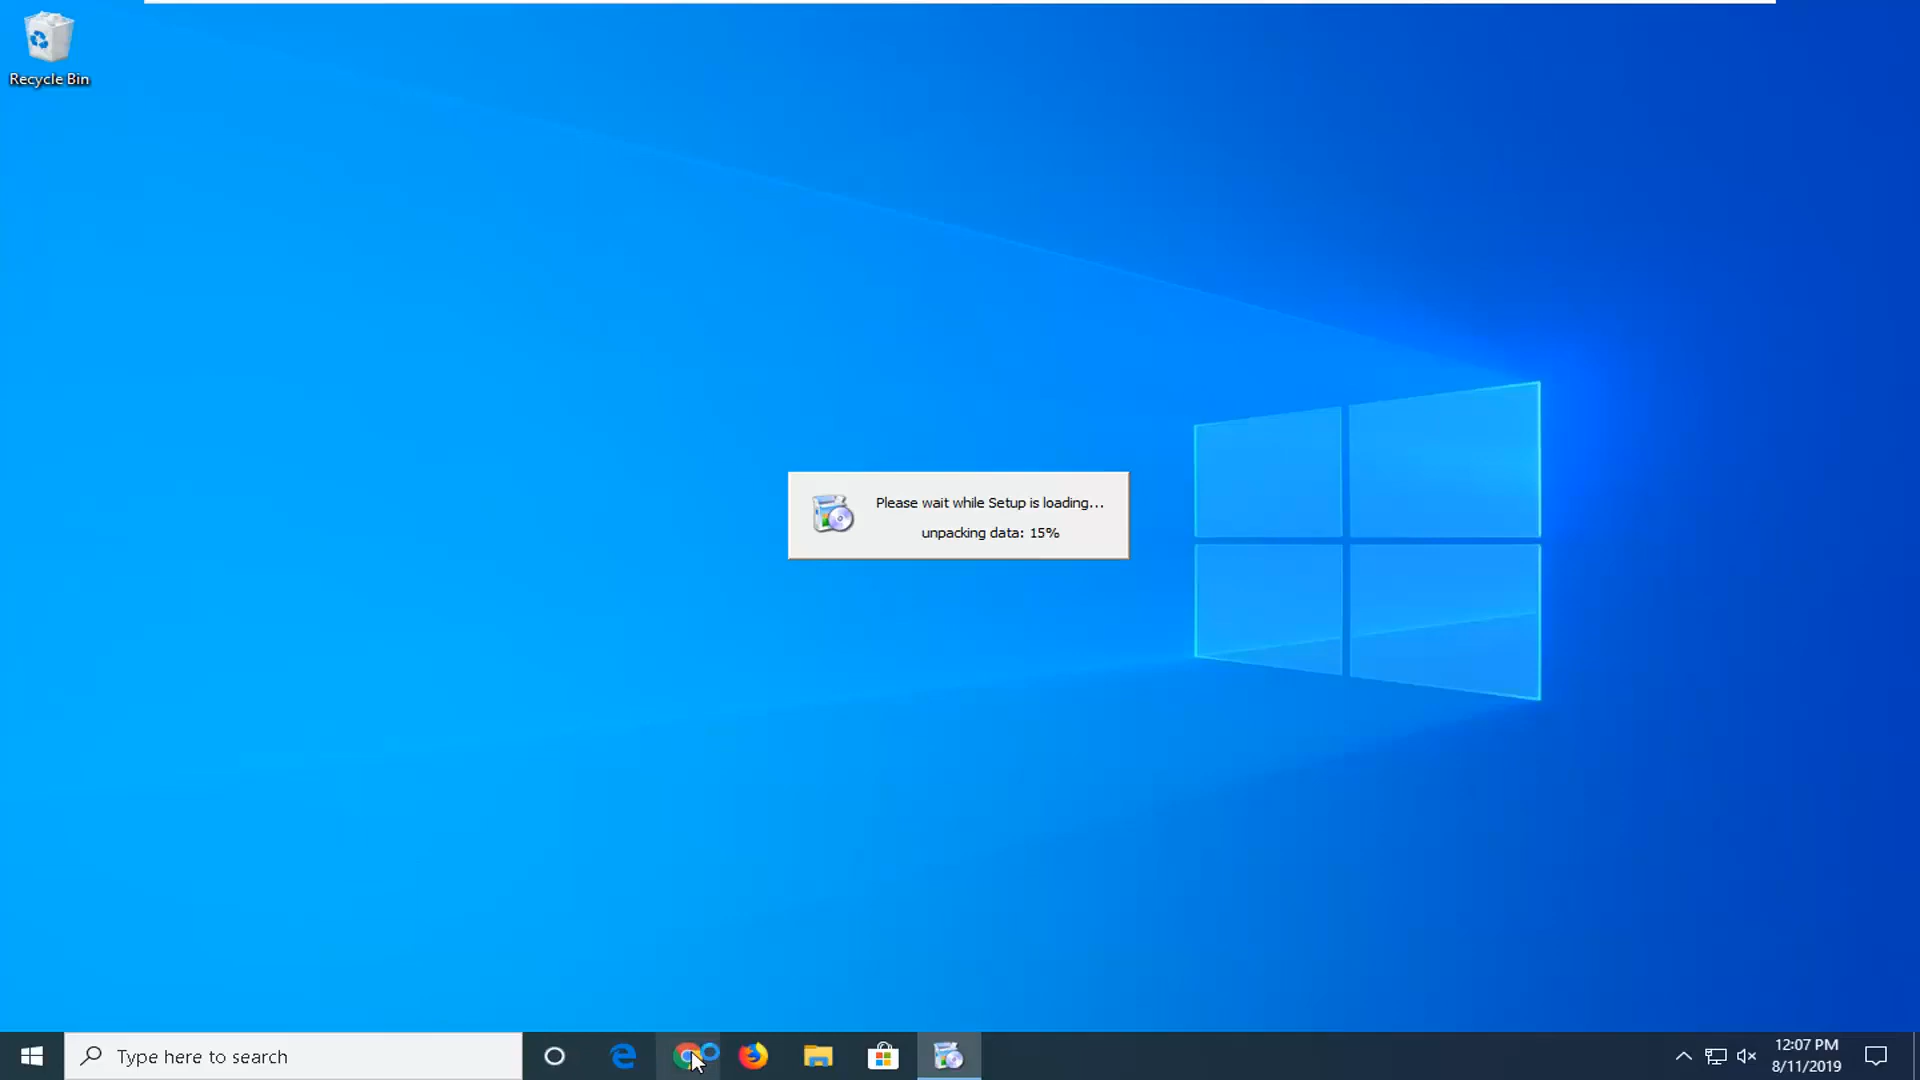 Recycle Bin
Please wait while Setup is loading...
unpacking data: 15%
Type here to search
12:07 PM
8/11/2019